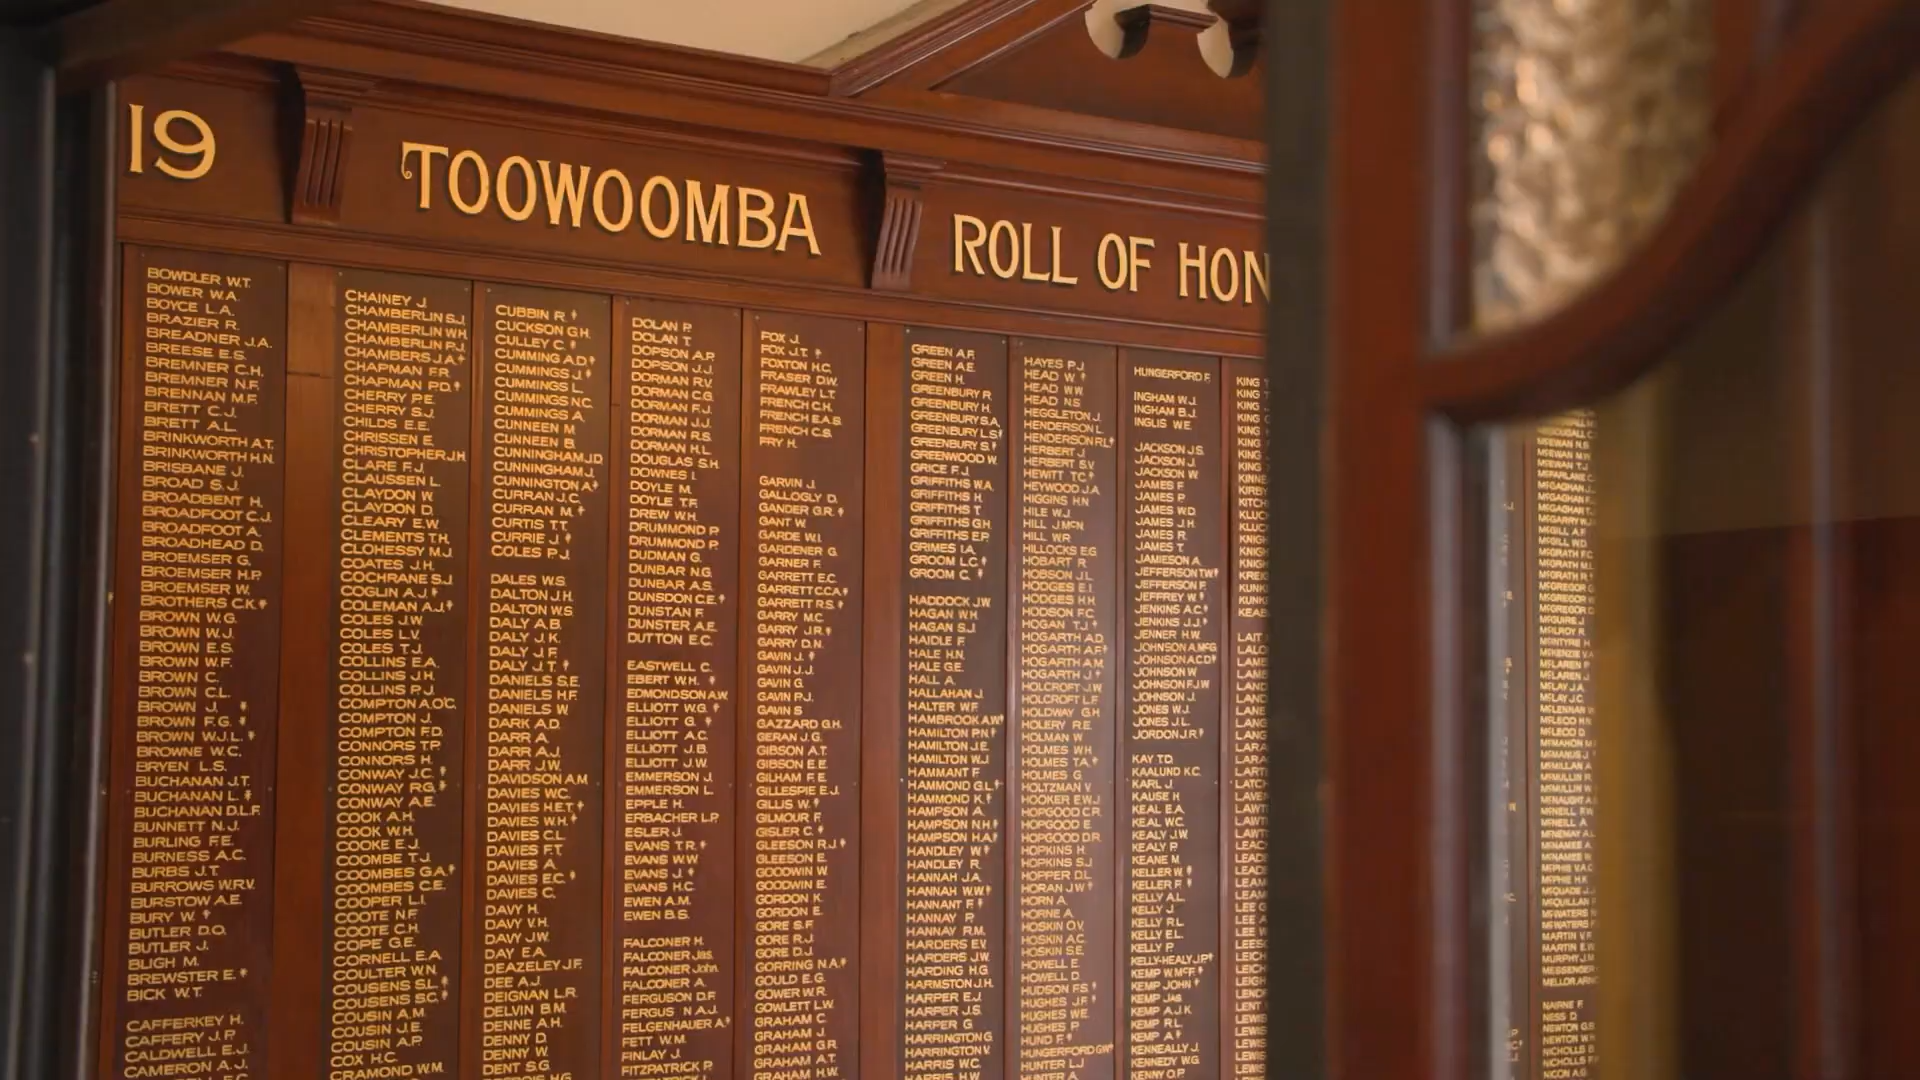 19
TOOWOOMBA
ROLL OF HON
BOWDLER W.T.
BOWER W.A.
BOYCE L.A.
BRAZIER R.
BREADNER J.A.
BREESE E.S.
BREMNER C.H.
BREMNER N.F.
BRENNAN M.F.
BRETT C.J.
BRETT A.L.
BRINKWORTH A.T.
BRINKWORTH H.N.
BRISBANE J.
BROAD S.J.
BROADBENT H.
BROADFOOT C.J.
BROADFOOT A.
BROADHEAD D.
BROEMSER G.
BROEMSER H.P.
BROEMSER W.
BROTHERS C.K.
BROWN W.G.
BROWN W.J.
BROWN E.S.
BROWN W.F.
BROWN C.
BROWN C.L.
BROWN J.
BROWN F.G.
BROWN W.J.L.
BROWNE W.C.
BRYEN L.S.
BUCHANAN J.T.
BUCHANAN L.
BUCHANAN D.L.F.
BUNNETT N.J.
BURLING F.E.
BURNESS A.C.
BURBS J.T.
BURROWS W.R.V.
BURSTOW A.E.
BURY W.
BUTLER D.O.
BUTLER J.
BLIGH M.
BREWSTER E.
BICK W.T.
CAFFERKEY H.
CAFFERY J.P.
CALDWELL E.J.
CAMERON A.J.
CHAINEY J.
CHAMBERLIN S.J.
CHAMBERLIN W.H.
CHAMBERLIN P.J.
CHAMBERS J.A.
CHAPMAN F.R.
CHAPMAN P.D.
CHERRY P.E.
CHERRY S.J.
CHILDS E.E.
CHRISSEN E.
CHRISTOPHER J.H.
CLARE F.J.
CLAUSSEN L.
CLAYDON W.
CLAYDON D.
CLEARY E.W.
CLEMENTS T.H.
CLOHESSY M.J.
COATES J.H.
COCHRANE S.J.
COGLIN A.J.
COLEMAN A.J.
COLES J.W.
COLES L.V.
COLES T.J.
COLLINS E.A.
COLLINS J.H.
COLLINS P.J.
COMPTON A.O'C.
COMPTON J.
COMPTON F.D.
CONNORS T.P.
CONNORS H.
CONWAY J.C.
CONWAY R.G.
CONWAY A.E.
COOK A.H.
COOK W.H.
COOKE E.J.
COOMBE T.J.
COOMBES G.A.
COOMBES C.E.
COOPER L.I.
COOTE N.F.
COOTE C.H.
COPE G.E.
CORNELL E.A.
COULTER W.N.
COUSENS S.L.
COUSENS S.C.
COUSIN A.M.
COUSIN J.E.
COUSIN A.P.
COX H.C.
CRAMOND W.M.
CUBBIN R.
CUCKSON G.H.
CULLEY C.
CUMMING A.D.
CUMMINGS J.
CUMMINGS L.
CUMMINGS N.C.
CUMMINGS A.
CUNNEEN M.
CUNNEEN B.
CUNNINGHAM J.D.
CUNNINGHAM J.
CUNNINGTON A.
CURRAN J.C.
CURRAN M.
CURTIS T.T.
CURRIE J.
COLES P.J.
DALES W.S.
DALTON J.H.
DALTON W.S.
DALY A.B.
DALY J.K.
DALY J.F.
DALY J.T.
DANIELS S.E.
DANIELS H.F.
DANIELS W.
DARK A.D.
DARR A.
DARR A.J.
DARR J.W.
DAVIDSON A.M.
DAVIES W.C.
DAVIES H.E.T.
DAVIES W.H.
DAVIES C.L.
DAVIES F.T.
DAVIES A.
DAVIES E.C.
DAVIES C.
DAVY H.
DAVY V.H.
DAVY J.W.
DAY E.A.
DEAZELEY J.F.
DEE A.J.
DEIGNAN L.R.
DELVIN B.M.
DENNE A.H.
DENNY D.
DENNY W.
DENT S.G.
DOLAN P.
DOLAN T.
DOPSON A.P.
DOPSON J.J.
DORMAN R.V.
DORMAN C.G.
DORMAN F.J.
DORMAN J.J.
DORMAN R.S.
DORMAN H.L.
DOUGLAS S.H.
DOWNES I.
DOYLE M.
DOYLE T.F.
DREW W.H.
DRUMMOND P.
DRUMMOND P.
DUDMAN G.
DUNBAR N.G.
DUNBAR A.S.
DUNSDON C.E.
DUNSTAN F.
DUNSTER A.E.
DUTTON E.C.
EASTWELL C.
EBERT W.H.
EDMONDSON A.W.
ELLIOTT W.G.
ELLIOTT G.
ELLIOTT A.C.
ELLIOTT J.B.
ELLIOTT J.W.
EMMERSON J.
EMMERSON L.
EPPLE H.
ERBACHER L.P.
ESLER J.
EVANS T.R.
EVANS W.W.
EVANS J.
EVANS H.C.
EWEN A.M.
EWEN B.S.
FALCONER H.
FALCONER Jas.
FALCONER John.
FALCONER A.
FERGUSON D.F.
FERGUS N A.J.
FELGENHAUER A.
FETT W.M.
FINLAY J.
FITZPATRICK P.
FOX J.
FOX J.T.
FOXTON H.C.
FRASER D.W.
FRAWLEY L.T.
FRENCH C.H.
FRENCH E.A.S.
FRENCH C.S.
FRY H.
GARVIN J.
GALLOGLY D.
GANDER G.R.
GANT W.
GARDE W.I.
GARDENER G.
GARNER F.
GARRETT E.C.
GARRETT C.C.A.
GARRETT R.S.
GARRY M.C.
GARRY J.R.
GARRY D.N.
GAVIN J.
GAVIN J.J.
GAVIN G.
GAVIN P.J.
GAVIN S.
GAZZARD G.H.
GERAN J.G.
GIBSON A.T.
GIBSON E.E.
GILHAM F.E.
GILLESPIE E.J.
GILLIS W.
GILMOUR F.
GISLER C.
GLEESON R.J.
GLEESON E.
GOODWIN W.
GOODWIN E.
GORDON K.
GORDON E.
GORE S.F.
GORE R.J.
GORE D.J.
GORRING N.A.
GOULD E.G.
GOWER W.R.
GOWLETT L.W.
GRAHAM C.
GRAHAM J.
GRAHAM G.R.
GRAHAM A.T.
GRAHAM H.W.
GREEN A.F.
GREEN A.E.
GREEN H.
GREENBURY R.
GREENBURY H.
GREENBURY S.A.
GREENBURY L.S.
GREENBURY S.
GREENWOOD W.
GRICE F.J.
GRIFFITHS W.A.
GRIFFITHS H.
GRIFFITHS T.
GRIFFITHS G.H.
GRIFFITHS E.P.
GRIMES I.A.
GROOM L.C.
GROOM C.
HADDOCK J.W.
HAGAN W.H.
HAGAN S.J.
HAIDLE F.
HALE H.N.
HALE G.E.
HALL A.
HALLAHAN J.
HALTER W.F.
HAMBROOK A.W.
HAMILTON P.N.
HAMILTON J.E.
HAMILTON W.J.
HAMMANT F.
HAMMOND G.L.
HAMMOND K.
HAMPSON A.
HAMPSON N.H.
HAMPSON H.A.
HANDLEY W.
HANDLEY R.
HANNAH J.A.
HANNAH W.W.
HANNANT F.
HANNAY P.
HANNAY R.M.
HARDERS E.V.
HARDERS J.W.
HARDING H.G.
HARMSTON J.H.
HARPER E.J.
HARPER J.S.
HARPER G
HARRINGTON G.
HARRINGTON V.
HARRIS W.C.
HARRIS H.W.
HAYES P.J.
HEAD W.
HEAD W.W.
HEAD N.S.
HEGGLETON J.
HENDERSON L.
HENDERSON R.L.
HERBERT J.
HERBERT S.V.
HEWITT T.C.
HEYWOOD J.A.
HIGGINS H.N.
HILE W.J.
HILL J.McN.
HILL W.R.
HILLOCKS E.G.
HOBART R.
HOBSON J.L.
HODGES E.I.
HODGES H.H.
HODSON F.C.
HOGAN T.J.
HOGARTH A.D.
HOGARTH A.F.
HOGARTH A.M.
HOGARTH J.
HOLCROFT J.W.
HOLCROFT L.F.
HOLDWAY G.H.
HOLERY R.E.
HOLMAN W.
HOLMES W.H.
HOLMES T.A.
HOLMES G.
HOLTZMAN V.
HOOKER E.W.J.
HOPGOOD C.R.
HOPGOOD E.
HOPGOOD D.R.
HOPKINS H.
HOPKINS S.J.
HOPPER D.L.
HORAN J.W.
HORN A.
HORNE A.
HOSKIN O.V.
HOSKIN A.C.
HOSKIN S.E.
HOWELL E.
HOWELL D.
HUDSON F.S.
HUGHES J.F.
HUGHES W.E.
HUGHES P.
HUND F.
HUNGERFORD G.W.
HUNTER L.J.
HUNTER A.
HUNGERFORD F.
INGHAM W.J.
INGHAM B.J.
INGLIS W.E.
JACKSON J.S.
JACKSON J.
JACKSON W.
JAMES F.
JAMES P.
JAMES W.D.
JAMES J.H.
JAMES R.
JAMES T.
JAMIESON A.
JEFFERSON T.W.
JEFFERSON F.
JEFFREY W.
JENKINS A.C.
JENKINS J.J.
JENNER H.W.
JOHNSON A.McG.
JOHNSON A.C.D.
JOHNSON W.
JOHNSON F.J.W.
JOHNSON J.
JONES W.J.
JONES J.L.
JORDON J.R.
KAY T.D.
KAALUND K.C.
KARL J.
KAUSE H.
KEAL E.A.
KEAL W.C.
KEALY J.W.
KEALY P.
KEANE M.
KELLER W.
KELLER F.
KELLY A.L.
KELLY J.
KELLY R.L.
KELLY E.L.
KELLY P.
KELLY-HEALY J.P.
KEMP W.McF.
KEMP JOHN
KEMP Jas
KEMP A.J.K.
KEMP R.L.
KEMP A.
KENNEALLY J.
KENNEDY W.G.
KENNY O.P.
KING
KING
KING
KING